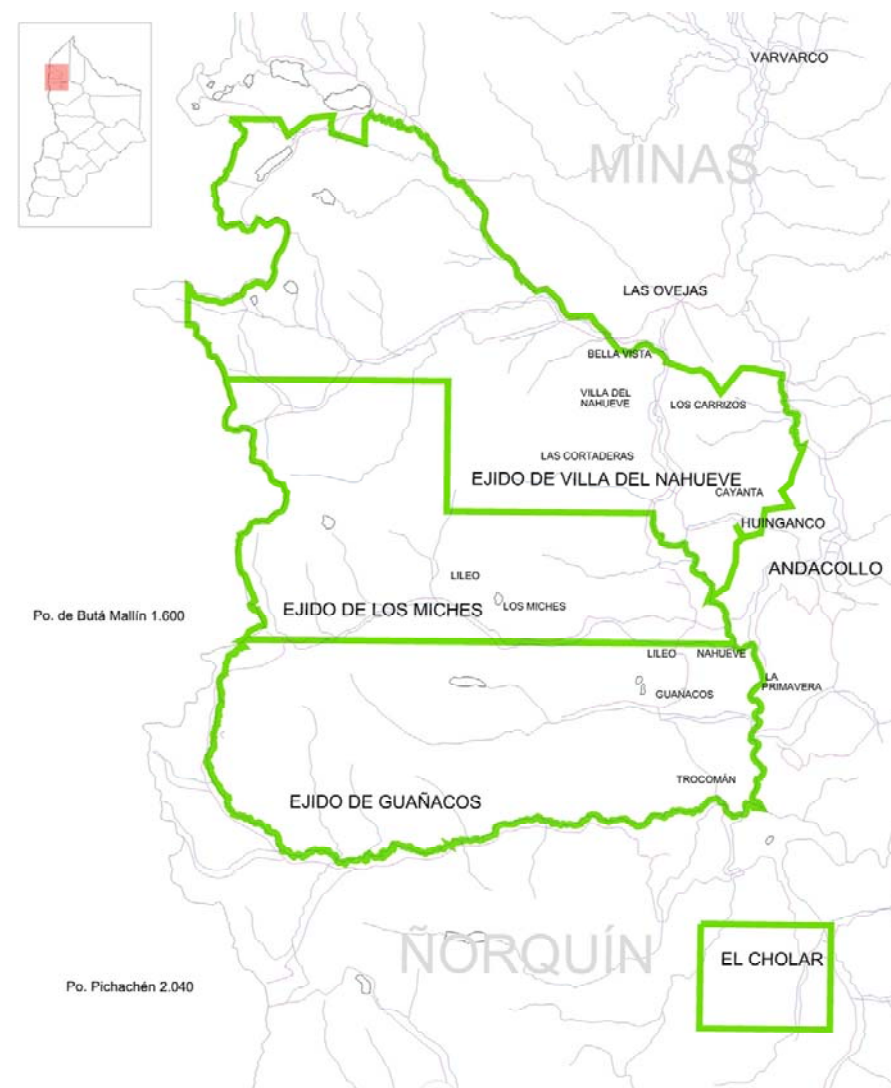 VARVARCO
MINAS
LAS OVEJAS
BELLA VISTA
VILLA DEL
NAHUEVE
LOS CARRIZOS
LAS CORTADERAS
EJIDO DE VILLA DEL NAHUEVE
CAYANTA
HUINGANCO
ANDACOLLO
LILEO
EJIDO DE LOS MICHES
LOS MICHES
Po. de Butá Mallín 1.600
LILEO
NAHUEVE
LA
PRIMAVERA
GUAÑACOS
TROCOMÁN
EJIDO DE GUAÑACOS
ÑORQUÍN
EL CHOLAR
Po. Pichachén 2.040